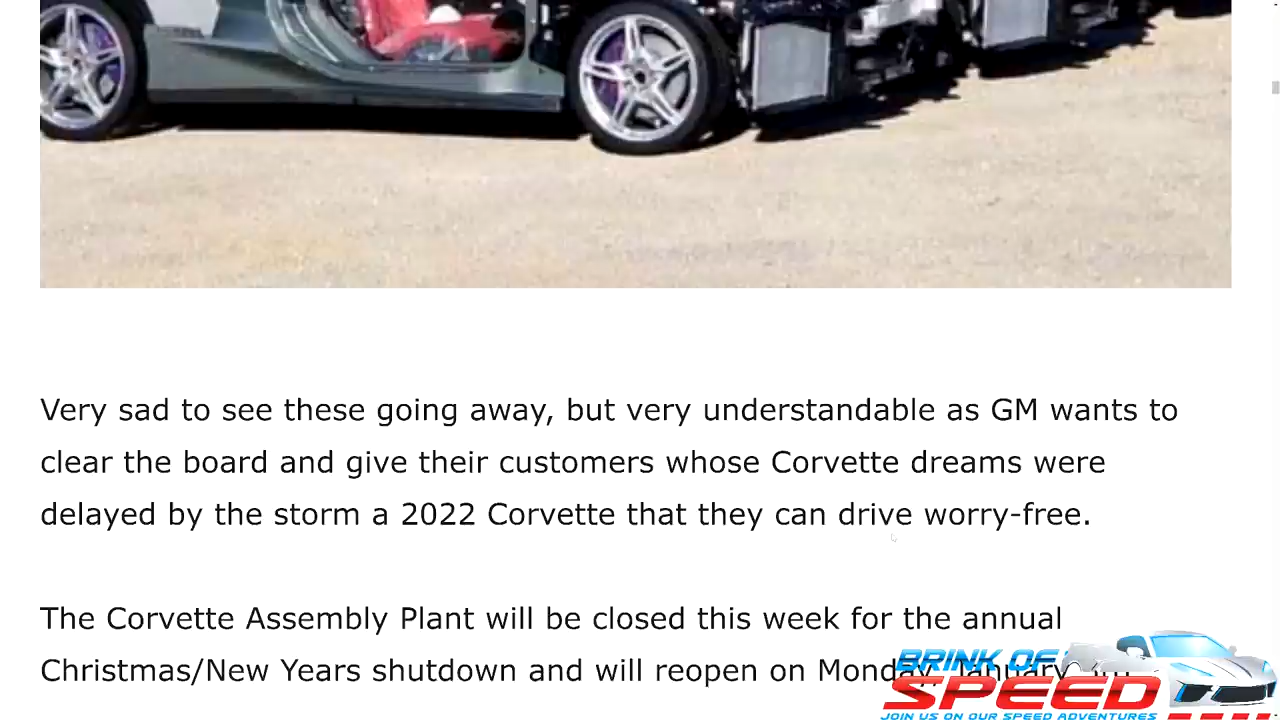 Very sad to see these going away, but very understandable as GM wants to
clear the board and give their customers whose Corvette dreams were
delayed by the storm a 2022 Corvette that they can drive worry-free.
The Corvette Assembly Plant will be closed this week for the annual
Christmas/New Years shutdown and will reopen on Monday, January
BRINK OF
SPEED
JOIN US ON OUR SPEED ADVENTURES